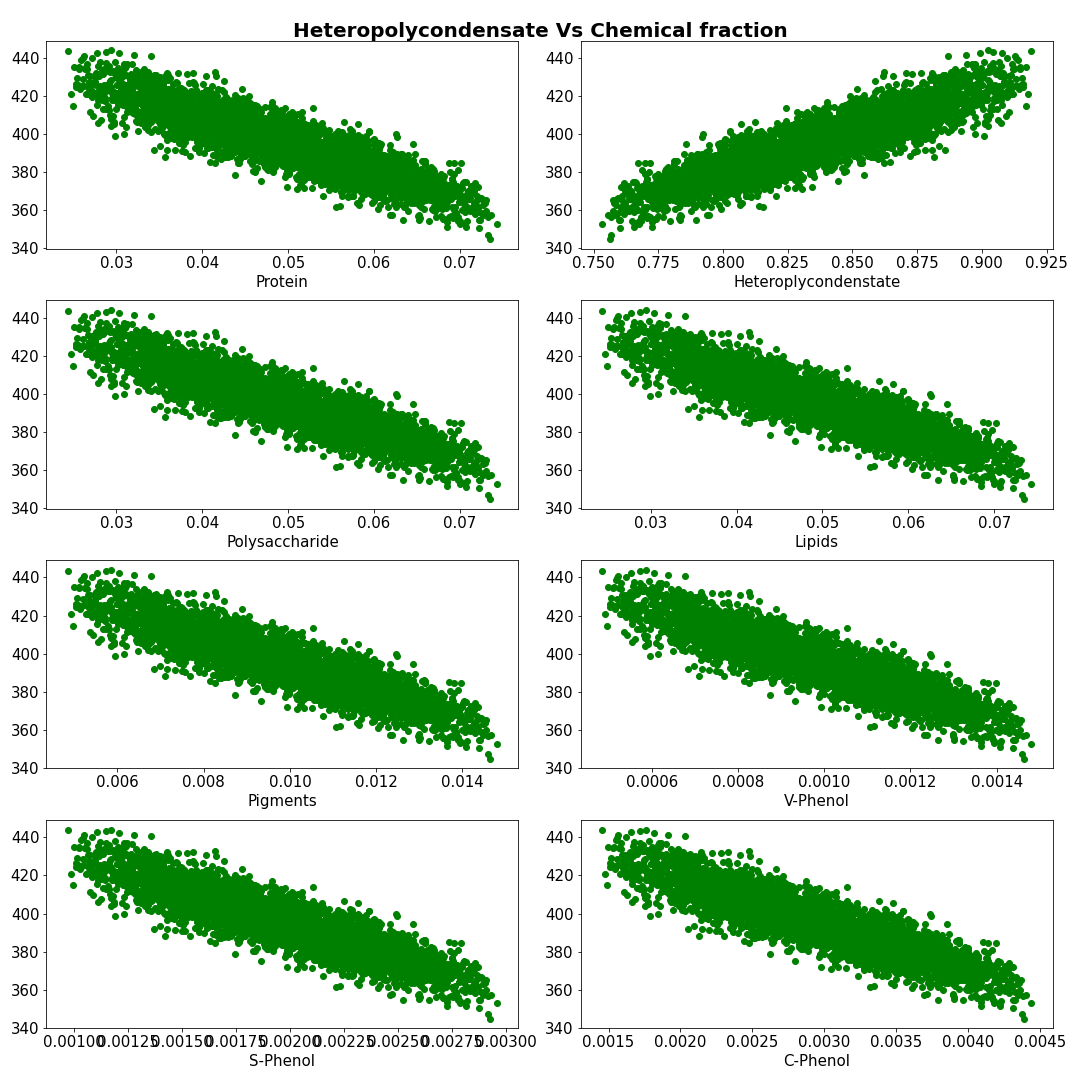 Heteropolycondensate Vs Chemical fraction
440
420
400
380
360
340
0.03 0.04 0.05 0.06 0.07
Protein
440
420
400
380
360
340
0.750 0.775 0.800 0.825 0.850 0.875 0.900 0.925
Heteroplycondenstate
440
420
400
380
360
340
0.03 0.04 0.05 0.06 0.07
Polysaccharide
440
420
400
380
360
340
0.03 0.04 0.05 0.06 0.07
Lipids
440
420
400
380
360
340
0.006 0.008 0.010 0.012 0.014
Pigments
440
420
400
380
360
340
0.0006 0.0008 0.0010 0.0012 0.0014
V-Phenol
440
420
400
380
360
340
0.00100 0.00125 0.00150 0.00175 0.00200 0.00225 0.00250 0.00275 0.00300
S-Phenol
440
420
400
380
360
340
0.0015 0.0020 0.0025 0.0030 0.0035 0.0040 0.0045
C-Phenol